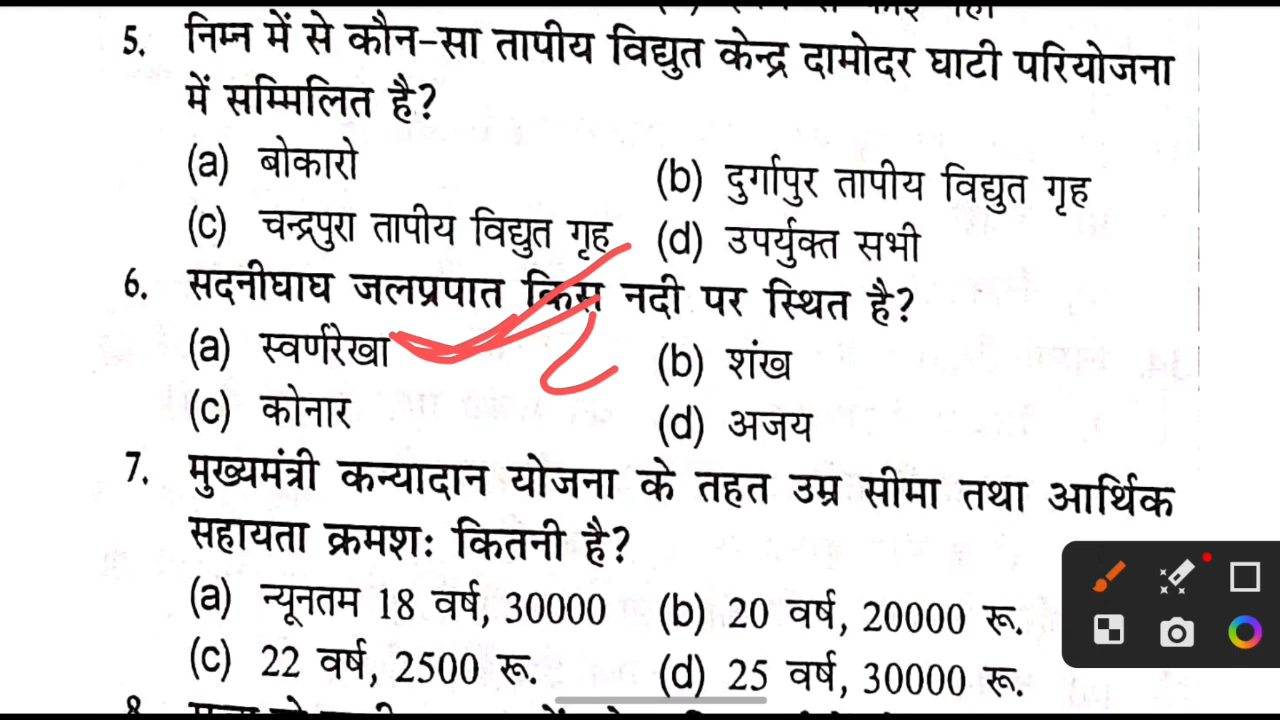 5. निम्न में से कौन-सा तापीय विद्युत केन्द्र दामोदर घाटी परियोजना
में सम्मिलित है?
(a) बोकारो (b) दुर्गापुर तापीय विद्युत गृह
(c) चन्द्रपुरा तापीय विद्युत गृह (d) उपर्युक्त सभी
6. सदनीघाघ जलप्रपात किस नदी पर स्थित है?
(a) स्वर्णरेखा (b) शंख
(c) कोनार (d) अजय
7. मुख्यमंत्री कन्यादान योजना के तहत उम्र सीमा तथा आर्थिक
सहायता क्रमशः कितनी है?
(a) न्यूनतम 18 वर्ष, 30000 (b) 20 वर्ष, 20000 रू.
(c) 22 वर्ष, 2500 रू. (d) 25 वर्ष, 30000 रू.
8.